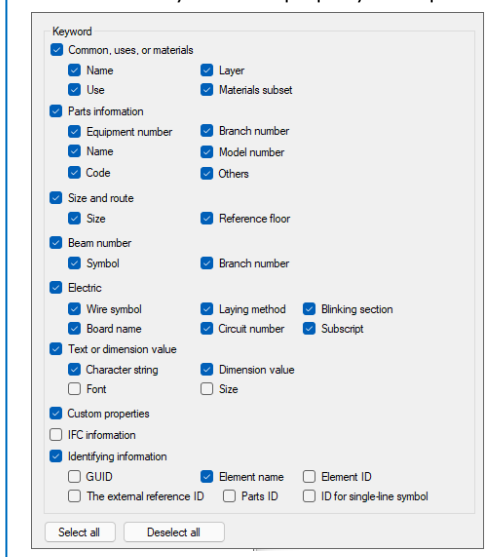 Keyword
Common, uses, or materials
Name Layer
Use Materials subset
Parts information
Equipment number Branch number
Name Model number
Code Others
Size and route
Size Reference floor
Beam number
Symbol Branch number
Electric
Wire symbol Laying method Blinking section
Board name Circuit number Subscript
Text or dimension value
Character string Dimension value
Font Size
Custom properties
IFC information
Identifying information
GUID Element name Element ID
The external reference ID Parts ID ID for single-line symbol
Select all Deselect all